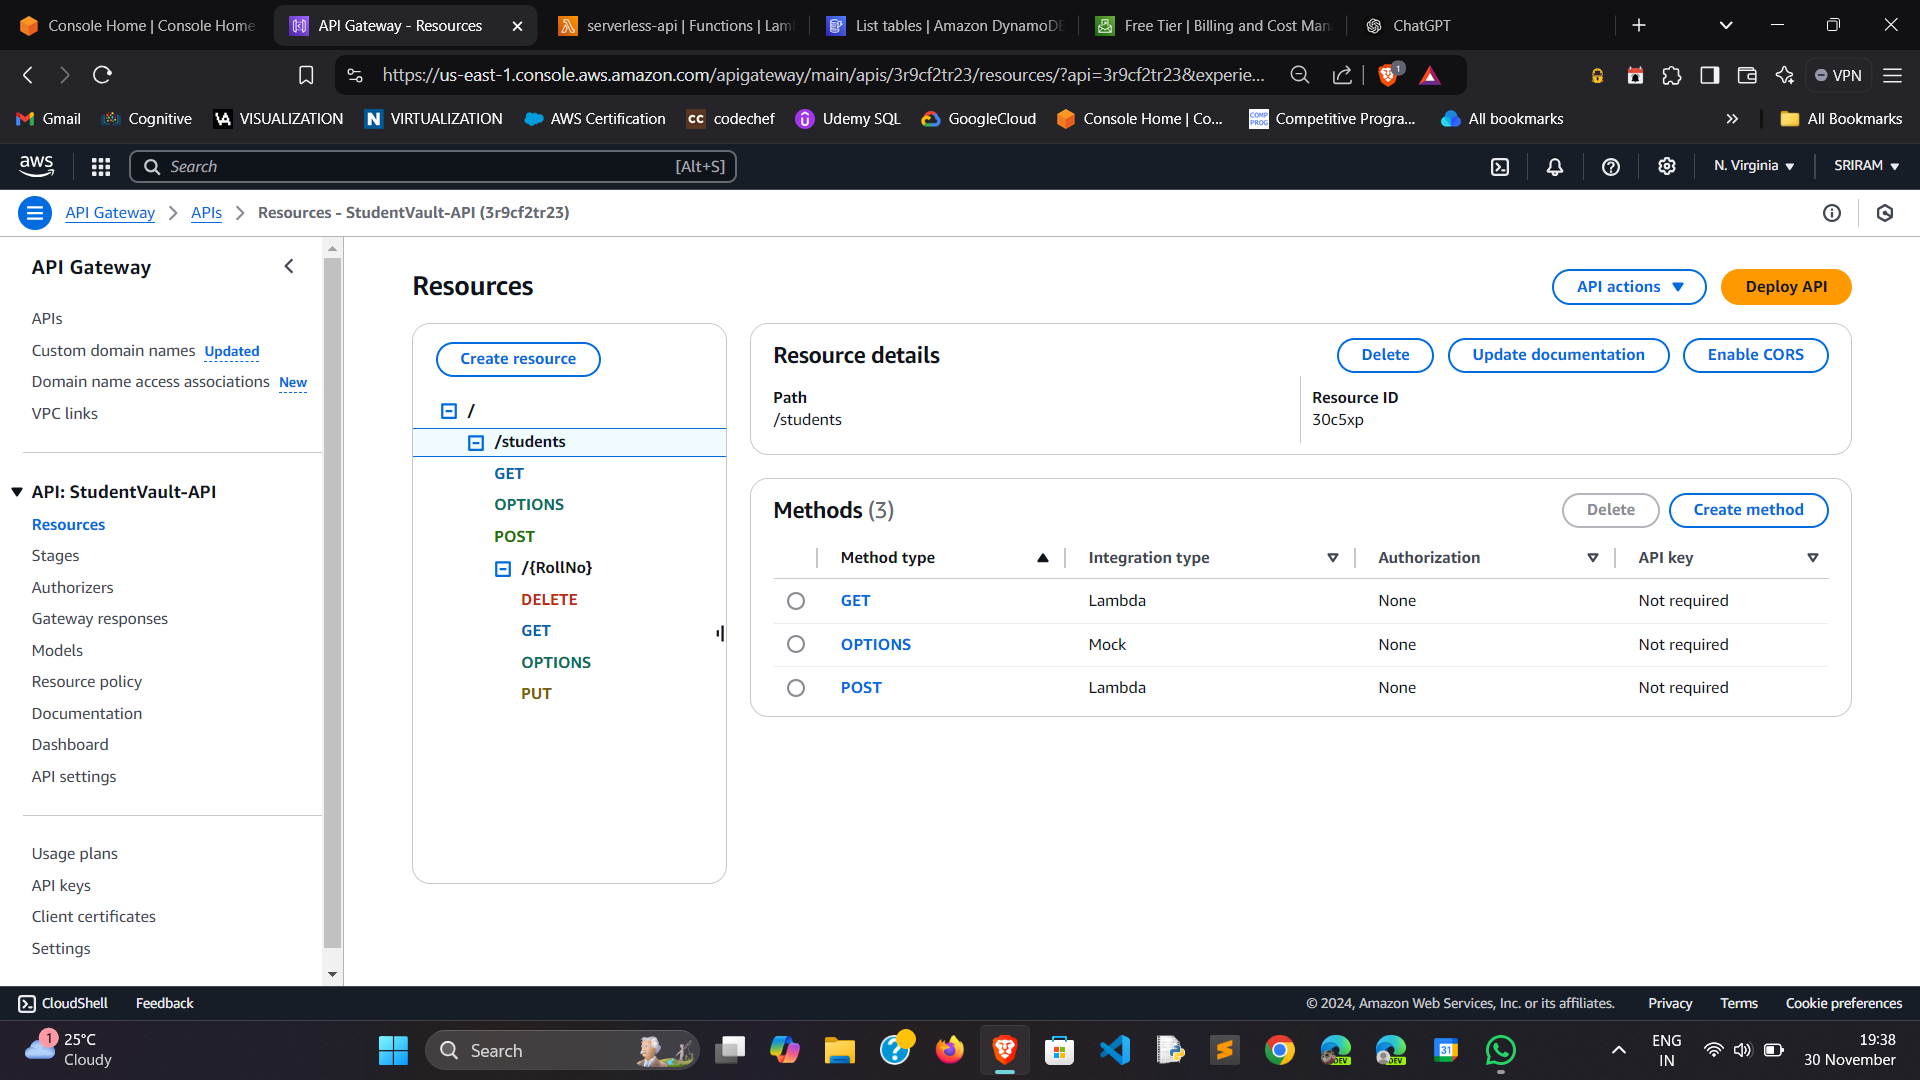 Console Home | Console Home
API Gateway - Resources
serverless-api | Functions | Lam
List tables | Amazon DynamoDB
Free Tier | Billing and Cost Man
ChatGPT
https://us-east-1.console.aws.amazon.com/apigateway/main/apis/3r9cf2tr23/resources/?api=3r9cf2tr23&experie...
1
VPN
Gmail
Cognitive
VISUALIZATION
VIRTUALIZATION
AWS Certification
codechef
Udemy SQL
GoogleCloud
Console Home | Co...
Competitive Progra...
All bookmarks
All Bookmarks
aws
Search
[Alt+S]
N. Virginia
SRIRAM
API Gateway
APIs
Resources - StudentVault-API (3r9cf2tr23)
API Gateway
APIs
Custom domain names Updated
Domain name access associations New
VPC links
API: StudentVault-API
Resources
Stages
Authorizers
Gateway responses
Models
Resource policy
Documentation
Dashboard
API settings
Usage plans
API keys
Client certificates
Settings
Resources
API actions
Deploy API
Create resource
/
/students
GET
OPTIONS
POST
/{RollNo}
DELETE
GET
OPTIONS
PUT
Resource details
Delete
Update documentation
Enable CORS
Path
/students
Resource ID
30c5xp
Methods (3)
Delete
Create method
Method type Integration type Authorization API key
GET Lambda None Not required
OPTIONS Mock None Not required
POST Lambda None Not required
CloudShell
Feedback
© 2024, Amazon Web Services, Inc. or its affiliates.
Privacy
Terms
Cookie preferences
1
25°C
Cloudy
Search
DEV
DEV
31
ENG
IN
19:38
30 November